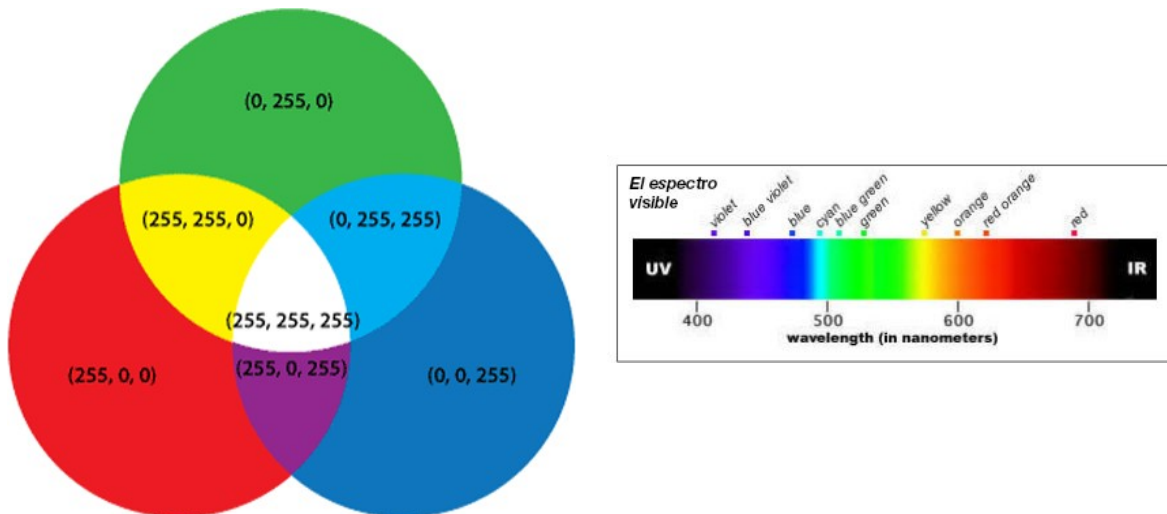 (0, 255, 0)
(255, 255, 0)
(0, 255, 255)
(255, 255, 255)
(255, 0, 0)
(255, 0, 255)
(0, 0, 255)
El espectro
visible
violet
blue violet
blue
cyan
blue green
green
yellow
orange
red orange
red
UV
IR
400
500
600
700
wavelength (in nanometers)